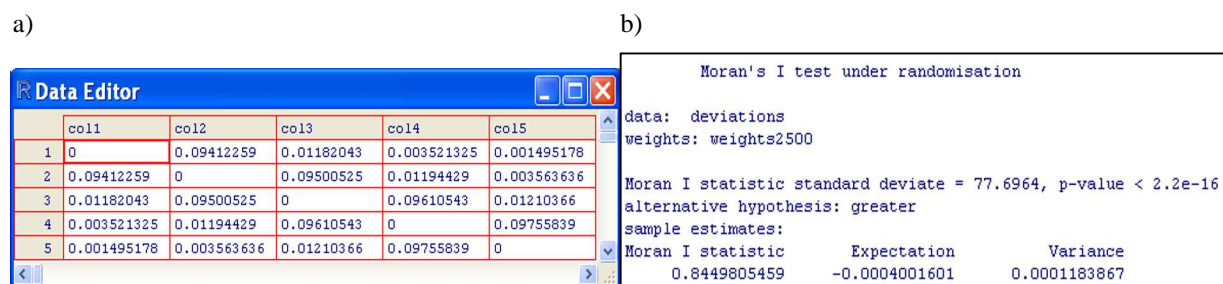 a)
b)
R Data Editor
col1 col2 col3 col4 col5
1 0 0.09412259 0.01182043 0.003521325 0.001495178
2 0.09412259 0 0.09500525 0.01194429 0.003563636
3 0.01182043 0.09500525 0 0.09610543 0.01210366
4 0.003521325 0.01194429 0.09610543 0 0.09755839
5 0.001495178 0.003563636 0.01210366 0.09755839 0
Moran's I test under randomisation
data: deviations
weights: weights2500
Moran I statistic standard deviate = 77.6964, p-value < 2.2e-16
alternative hypothesis: greater
sample estimates:
Moran I statistic Expectation Variance
0.8449805459 -0.0004001601 0.0001183867